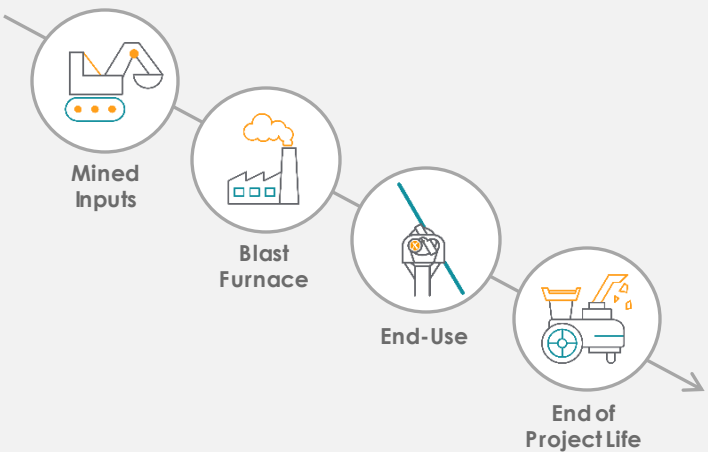 Mined
Inputs
Blast
Furnace
End-Use
End of
Project Life